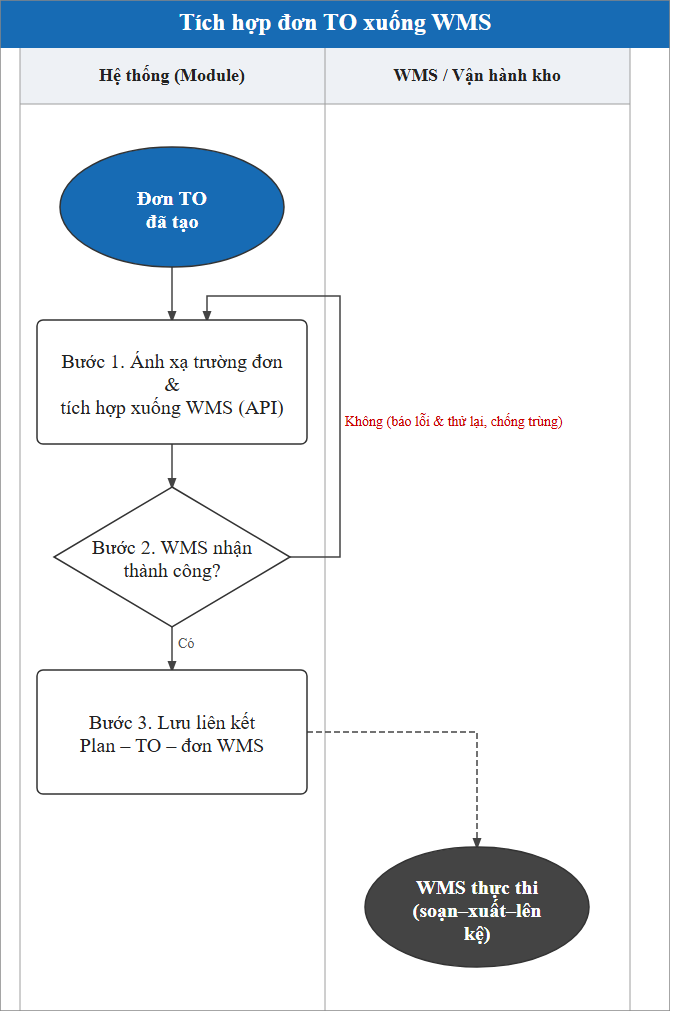 Tích hợp đơn TO xuống WMS
Hệ thống (Module)
WMS / Vận hành kho
Đơn TO
đã tạo
Bước 1. Ánh xạ trường đơn
&
tích hợp xuống WMS (API)
Không (báo lỗi & thử lại, chống trùng)
Bước 2. WMS nhận
thành công?
Có
Bước 3. Lưu liên kết
Plan – TO – đơn WMS
WMS thực thi
(soạn–xuất–lên
kệ)